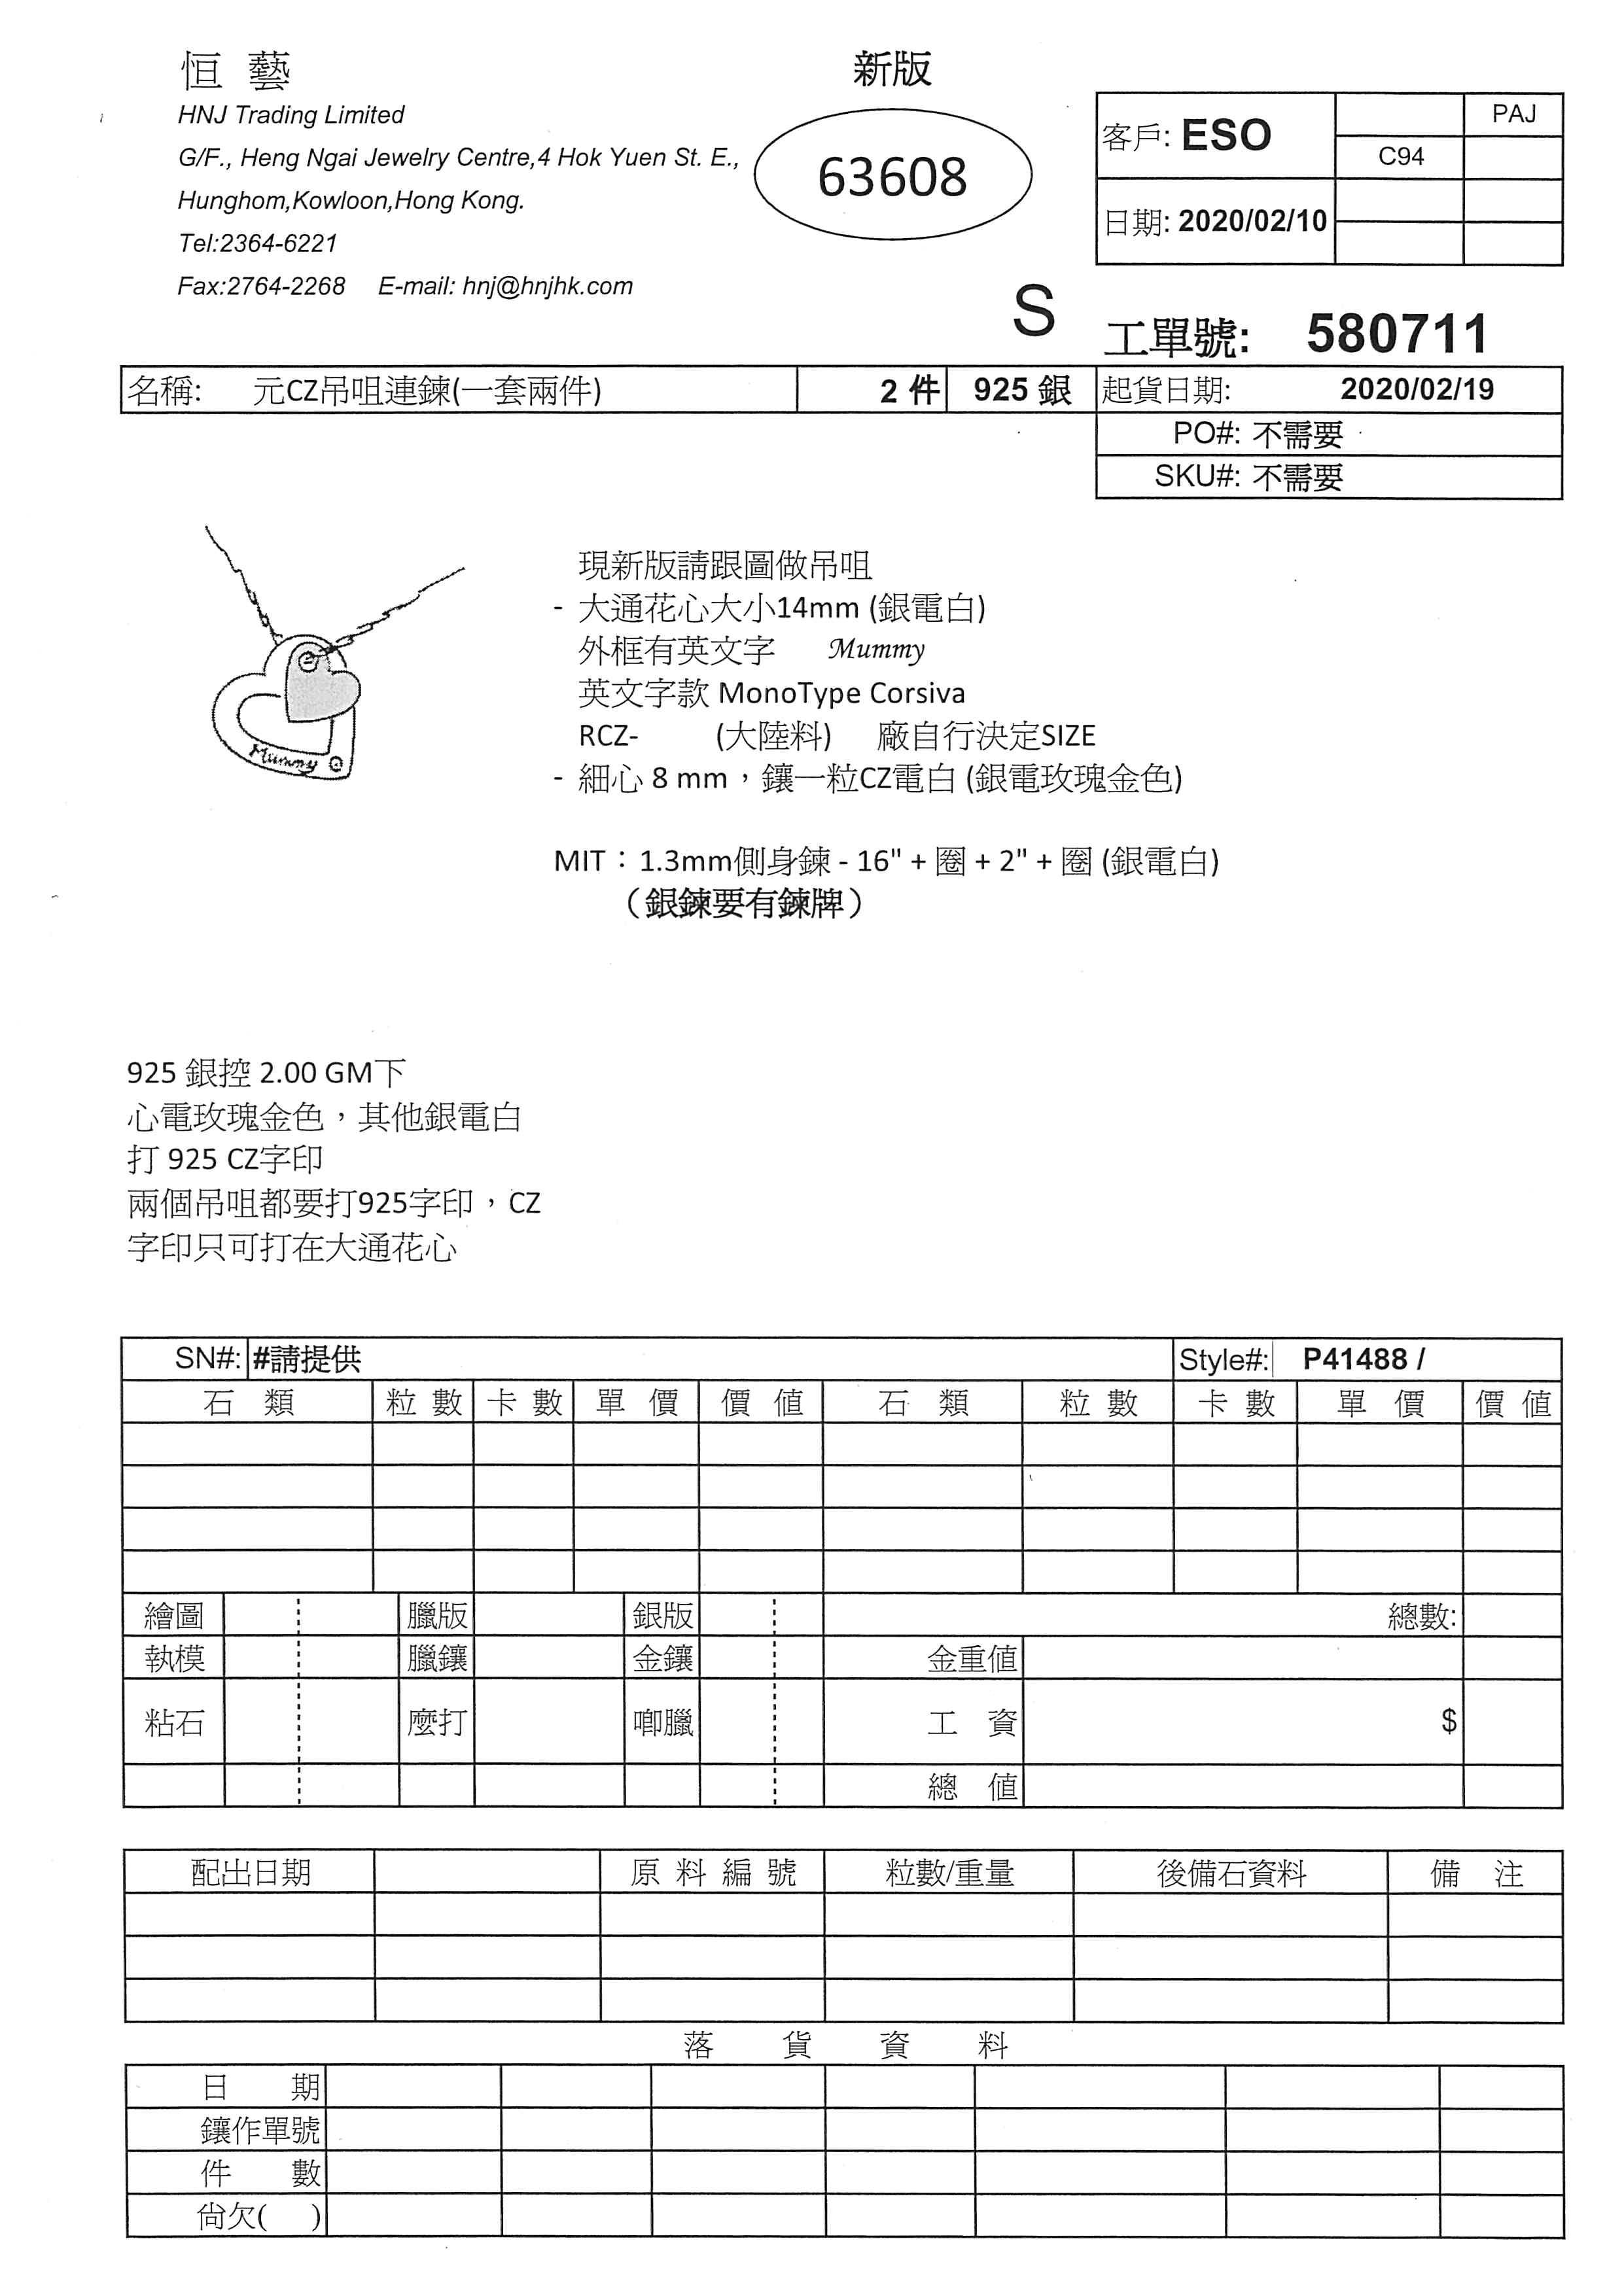 恒 藝
新版
HNJ Trading Limited
G/F., Heng Ngai Jewelry Centre,4 Hok Yuen St. E.,
Hunghom,Kowloon,Hong Kong.
Tel:2364-6221
Fax:2764-2268 E-mail: hnj@hnjhk.com
63608
客戶: ESO
PAJ
C94
日期: 2020/02/10
S 工單號: 580711
名稱: 元CZ吊咀連鍊(一套兩件) 2 件 925 銀 起貨日期: 2020/02/19
PO#: 不需要
SKU#: 不需要
現新版請跟圖做吊咀
- 大通花心大小14mm (銀電白)
外框有英文字 Mummy
英文字款 MonoType Corsiva
RCZ- (大陸料) 廠自行決定SIZE
- 細心 8 mm，鑲一粒CZ電白 (銀電玫瑰金色)
Mummy
MIT：1.3mm側身鍊 - 16" + 圈 + 2" + 圈 (銀電白)
（銀鍊要有鍊牌）
925 銀控 2.00 GM下
心電玫瑰金色，其他銀電白
打 925 CZ字印
兩個吊咀都要打925字印，CZ
字印只可打在大通花心
SN#: #請提供 Style#: P41488 /
石 類 粒 數 卡 數 單 價 價 值 石 類 粒 數 卡 數 單 價 價 值
繪圖 臘版 銀版 總數:
執模 臘鑲 金鑲 金重值
粘石 麼打 唧臘 工 資 $
總 值
配出日期 原 料 編 號 粒數/重量 後備石資料 備 注
落 貨 資 料
日 期
鑲作單號
件 數
尙欠( )